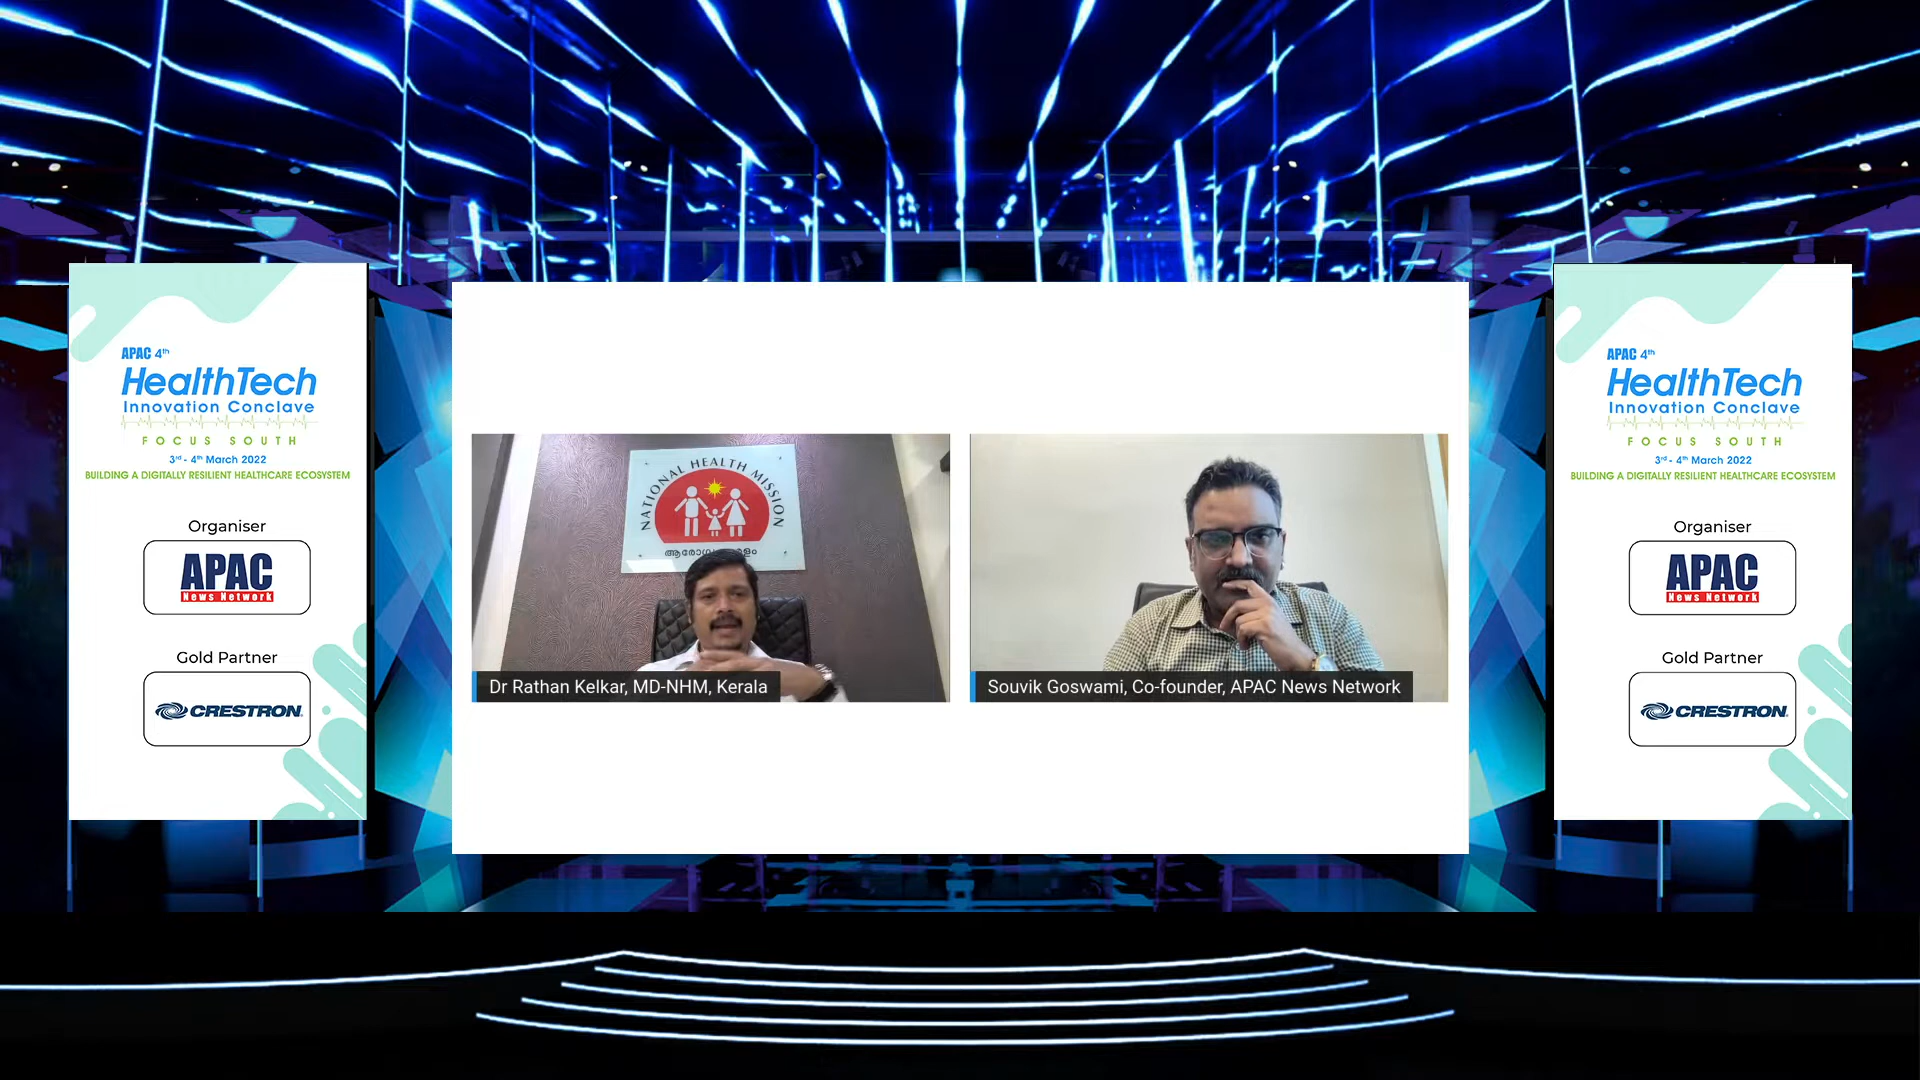 APAC 4th
HealthTech
Innovation Conclave
FOCUS SOUTH
3rd - 4th March 2022
BUILDING A DIGITALLY RESILIENT HEALTHCARE ECOSYSTEM
Organiser
APAC
News Network
Gold Partner
CRESTRON
NATIONAL HEALTH MISSION
Dr Rathan Kelkar, MD-NHM, Kerala
Souvik Goswami, Co-founder, APAC News Network
APAC 4th
HealthTech
Innovation Conclave
FOCUS SOUTH
3rd - 4th March 2022
BUILDING A DIGITALLY RESILIENT HEALTHCARE ECOSYSTEM
Organiser
APAC
News Network
Gold Partner
CRESTRON